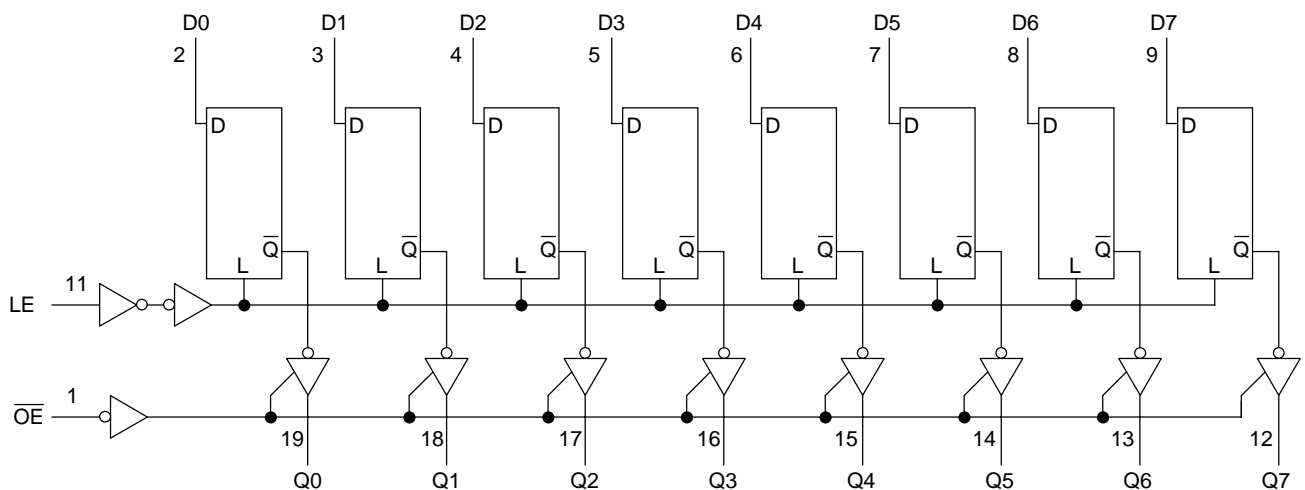 D0 D1 D2 D3 D4 D5 D6 D7
2 3 4 5 6 7 8 9
D D D D D D D D
Q̅ Q̅ Q̅ Q̅ Q̅ Q̅ Q̅ Q̅
L L L L L L L L
11
LE
1
O̅E̅
19 18 17 16 15 14 13 12
Q0 Q1 Q2 Q3 Q4 Q5 Q6 Q7